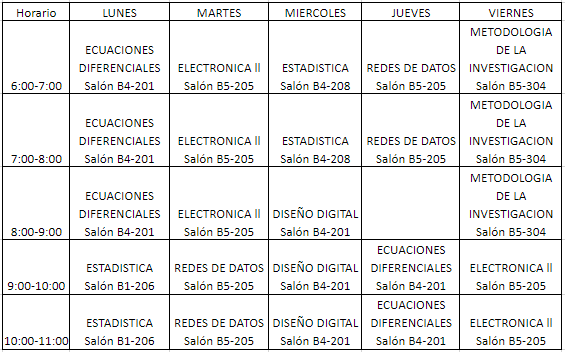 Horario LUNES MARTES MIERCOLES JUEVES VIERNES
6:00-7:00 ECUACIONES DIFERENCIALES Salón B4-201 ELECTRONICA ll Salón B5-205 ESTADISTICA Salón B4-208 REDES DE DATOS Salón B5-205 METODOLOGIA DE LA INVESTIGACION Salón B5-304
7:00-8:00 ECUACIONES DIFERENCIALES Salón B4-201 ELECTRONICA ll Salón B5-205 ESTADISTICA Salón B4-208 REDES DE DATOS Salón B5-205 METODOLOGIA DE LA INVESTIGACION Salón B5-304
8:00-9:00 ECUACIONES DIFERENCIALES Salón B4-201 ELECTRONICA ll Salón B5-205 DISEÑO DIGITAL Salón B4-201 METODOLOGIA DE LA INVESTIGACION Salón B5-304
9:00-10:00 ESTADISTICA Salón B1-206 REDES DE DATOS Salón B5-205 DISEÑO DIGITAL Salón B4-201 ECUACIONES DIFERENCIALES Salón B4-201 ELECTRONICA ll Salón B5-205
10:00-11:00 ESTADISTICA Salón B1-206 REDES DE DATOS Salón B5-205 DISEÑO DIGITAL Salón B4-201 ECUACIONES DIFERENCIALES Salón B4-201 ELECTRONICA ll Salón B5-205